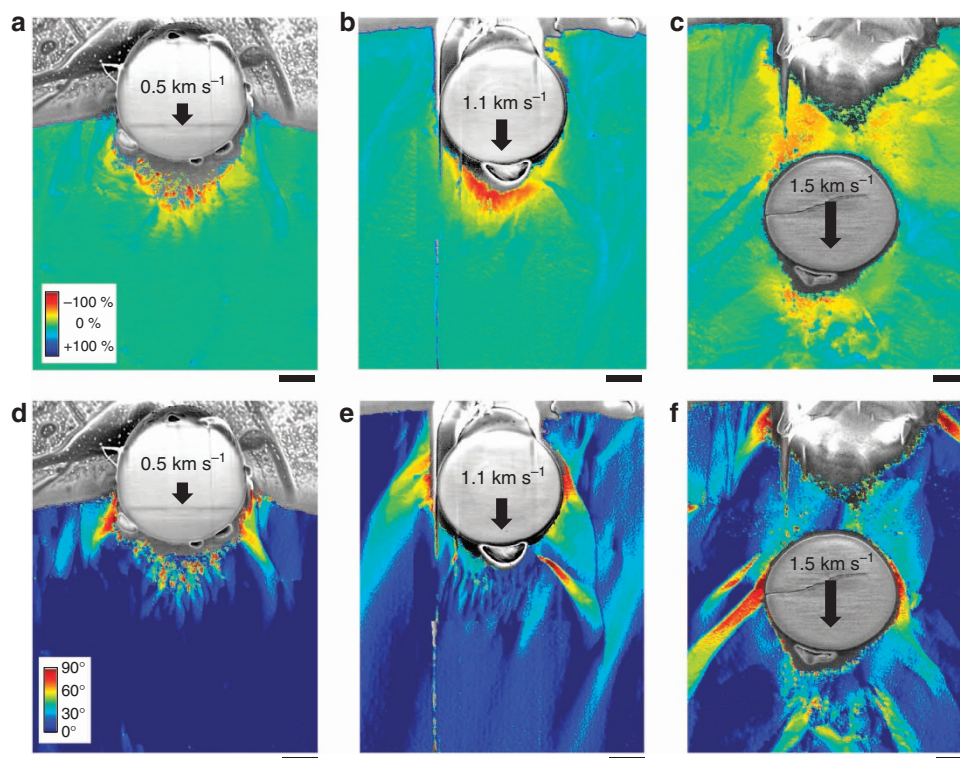 a
b
c
0.5 km s⁻¹
1.1 km s⁻¹
1.5 km s⁻¹
−100 %
0 %
+100 %
d
e
f
0.5 km s⁻¹
1.1 km s⁻¹
1.5 km s⁻¹
90°
60°
30°
0°